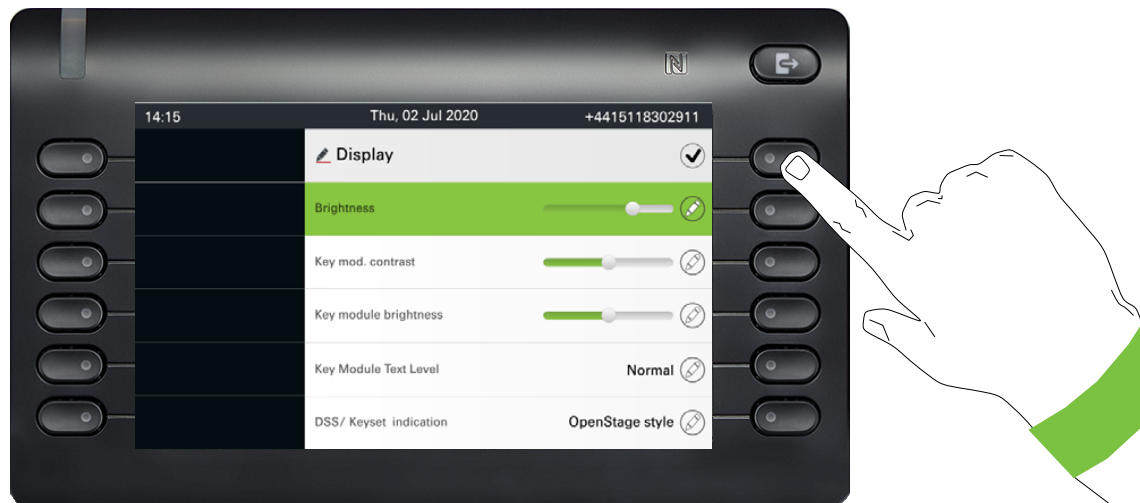 14:15 Thu, 02 Jul 2020 +4415118302911
Display
Brightness
Key mod. contrast
Key module brightness
Key Module Text Level Normal
DSS/ Keyset indication OpenStage style